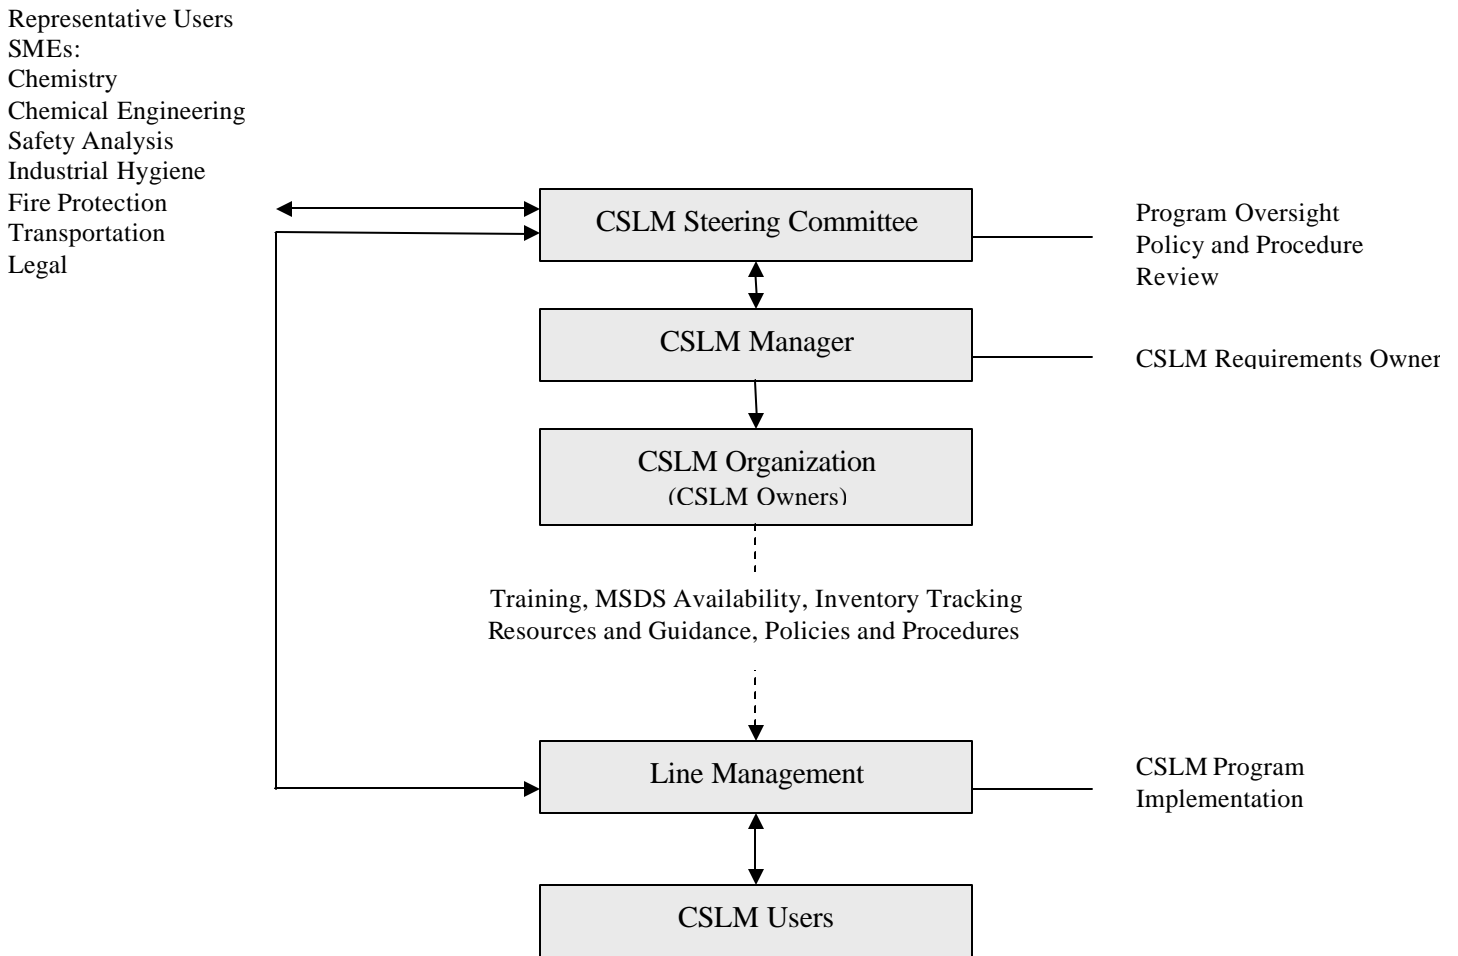 Representative Users
SMEs:
Chemistry
Chemical Engineering
Safety Analysis
Industrial Hygiene
Fire Protection
Transportation
Legal
CSLM Steering Committee
Program Oversight
Policy and Procedure
Review
CSLM Manager
CSLM Requirements Owner
CSLM Organization
(CSLM Owners)
Training, MSDS Availability, Inventory Tracking
Resources and Guidance, Policies and Procedures
Line Management
CSLM Program
Implementation
CSLM Users